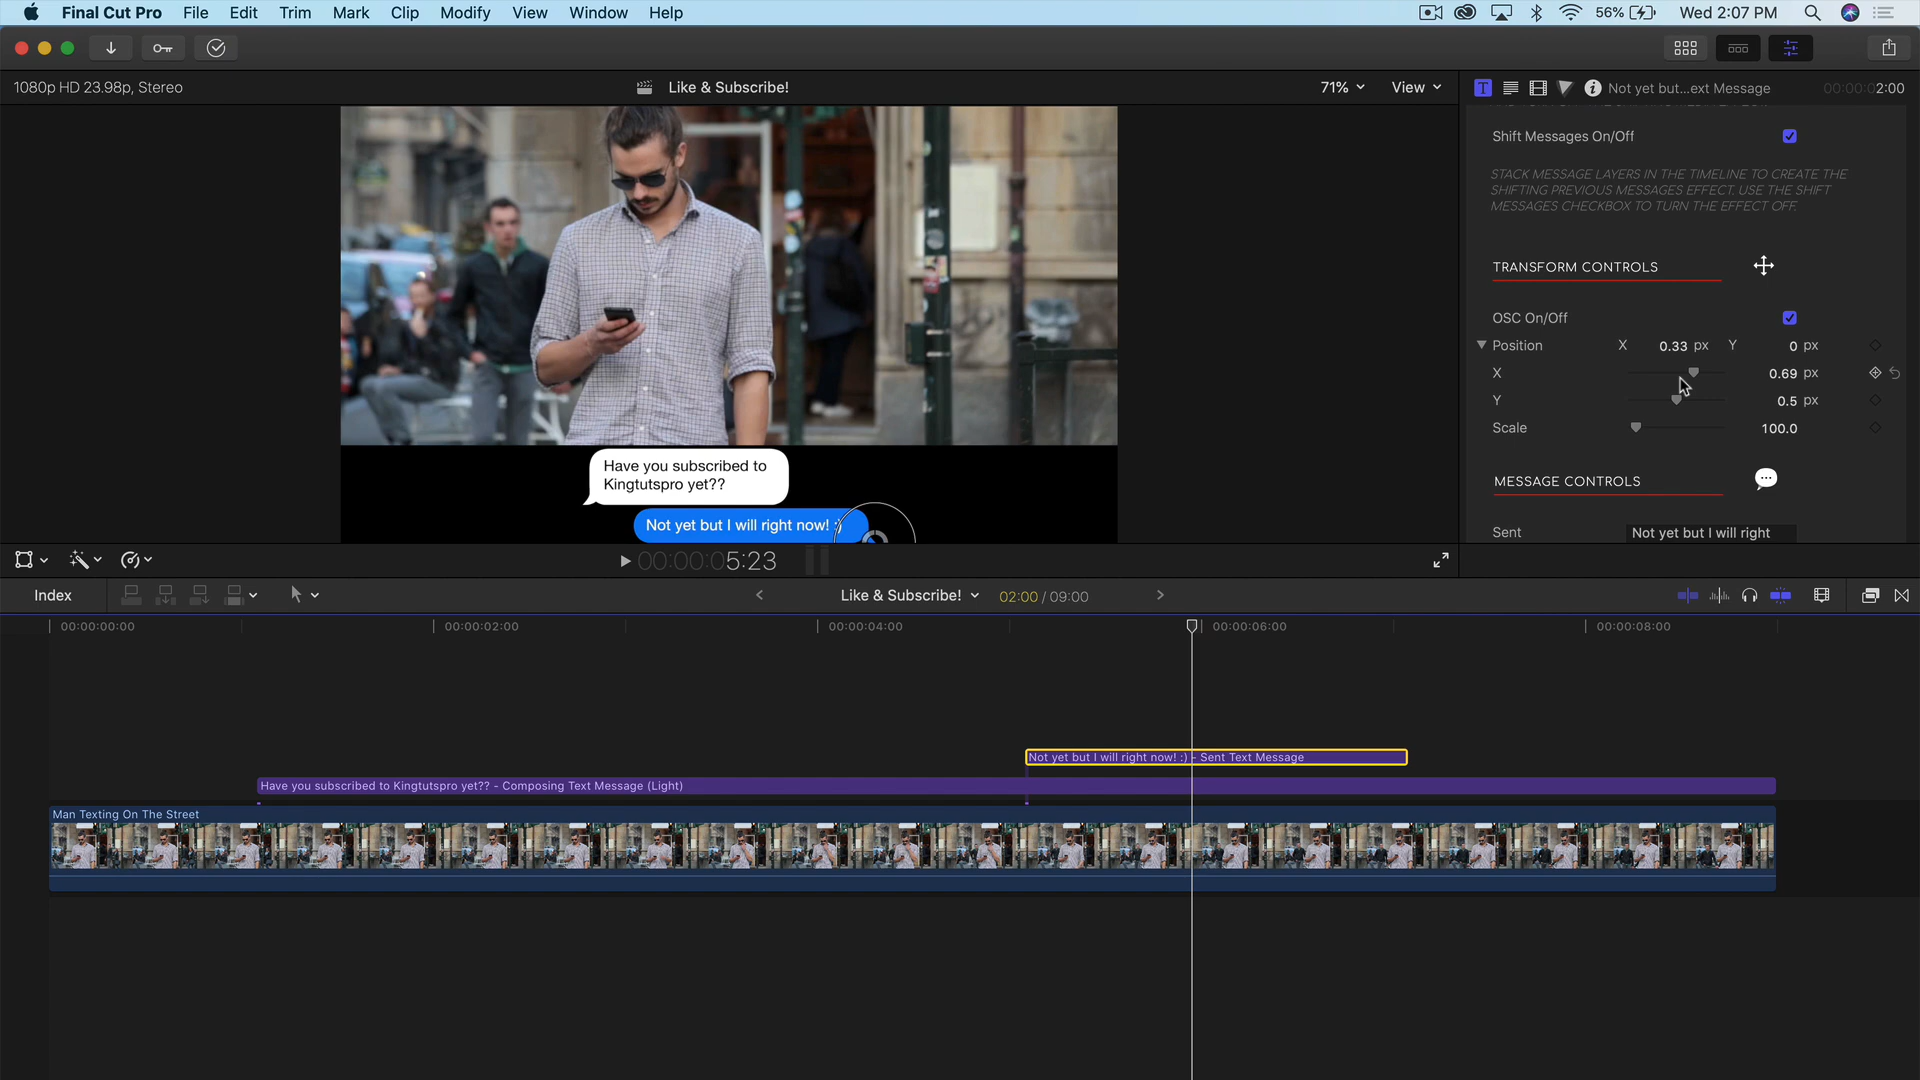 Final Cut Pro File Edit Trim Mark Clip Modify View Window Help 56% Wed 2:07 PM
1080p HD 23.98p, Stereo Like & Subscribe! 71% View T i Not yet but...ext Message 00:00:02:00
Shift Messages On/Off
STACK MESSAGE LAYERS IN THE TIMELINE TO CREATE THE
SHIFTING PREVIOUS MESSAGES EFFECT. USE THE SHIFT
MESSAGES CHECKBOX TO TURN THE EFFECT OFF.
TRANSFORM CONTROLS
OSC On/Off
Position X 0.33 px Y 0 px
X 0.69 px
Y 0.5 px
Scale 100.0
MESSAGE CONTROLS
Sent Not yet but I will right
Have you subscribed to
Kingtutspro yet??
Not yet but I will right now! :)
00:00:05:23
Index Like & Subscribe! 02:00 / 09:00
00:00:00:00 00:00:02:00 00:00:04:00 00:00:06:00 00:00:08:00
Not yet but I will right now! :) - Sent Text Message
Have you subscribed to Kingtutspro yet?? - Composing Text Message (Light)
Man Texting On The Street